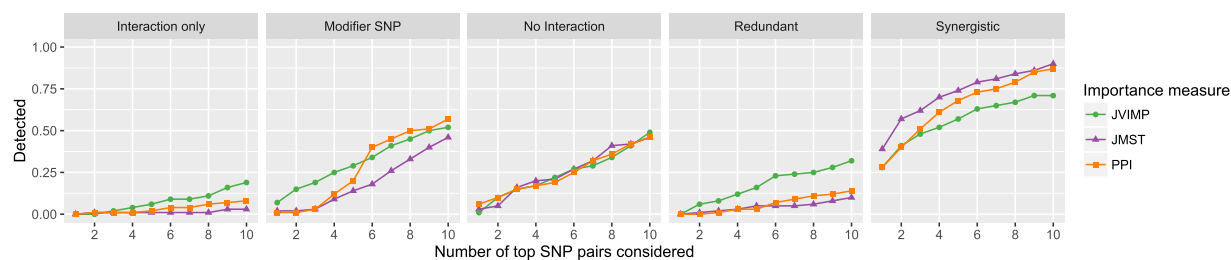 Interaction only Modifier SNP No Interaction Redundant Synergistic
1.00
0.75
0.50
0.25
0.00
Detected
2 4 6 8 10 2 4 6 8 10 2 4 6 8 10 2 4 6 8 10 2 4 6 8 10
Number of top SNP pairs considered
Importance measure
JVIMP
JMST
PPI